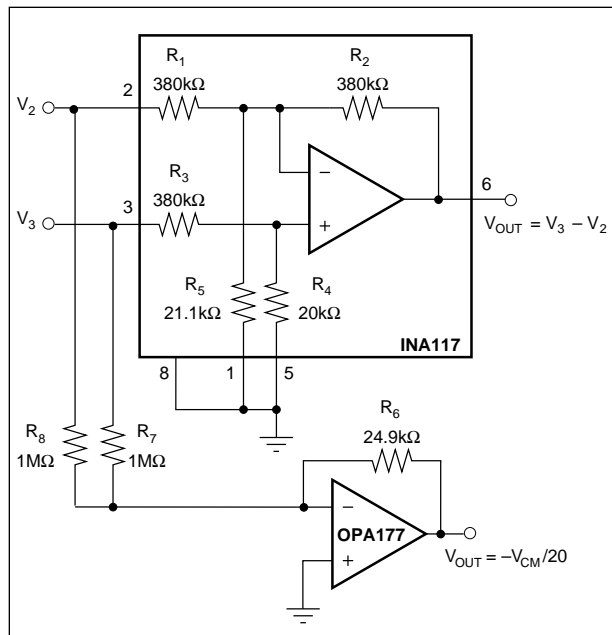 R1
380kΩ
R2
380kΩ
V2
2
R3
380kΩ
V3
3
−
+
6
VOUT = V3 – V2
R5
21.1kΩ
R4
20kΩ
INA117
8
1
5
R8
1MΩ
R7
1MΩ
R6
24.9kΩ
−
+
OPA177
VOUT = –VCM/20